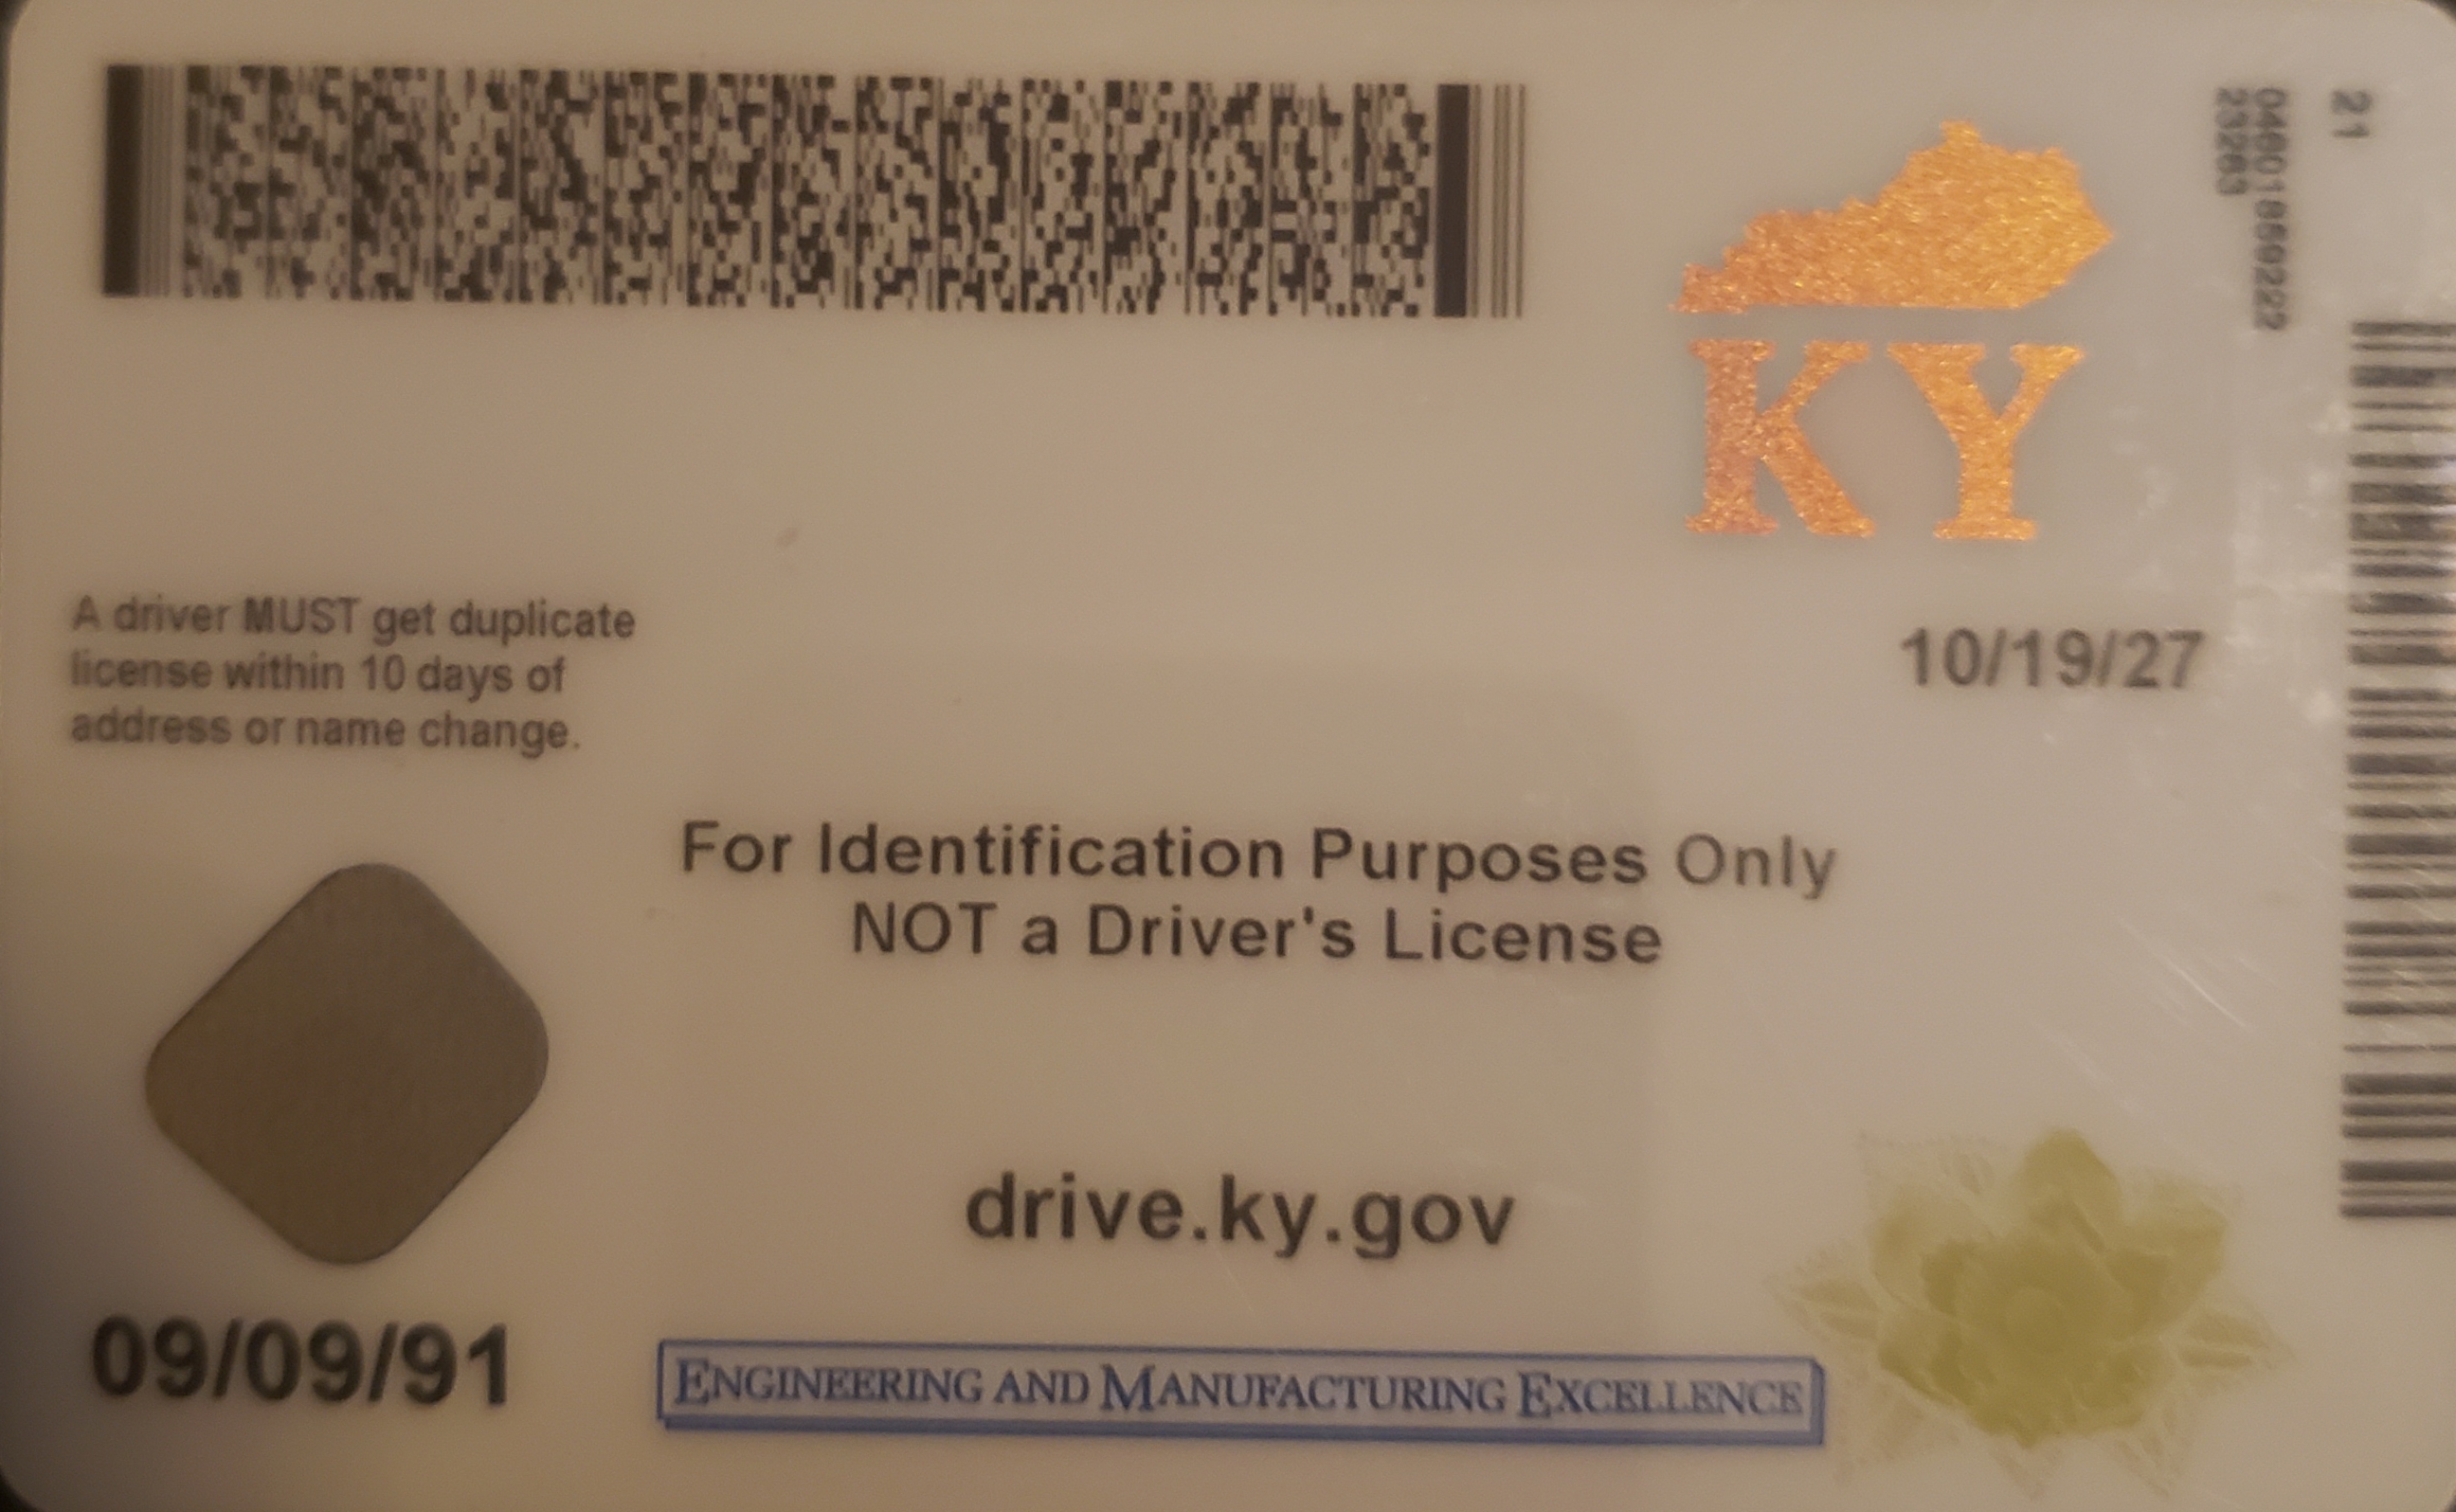 21
23263
KY
A driver MUST get duplicate
license within 10 days of
address or name change.
10/19/27
For Identification Purposes Only
NOT a Driver's License
drive.ky.gov
09/09/91
ENGINEERING AND MANUFACTURING EXCELLENCE